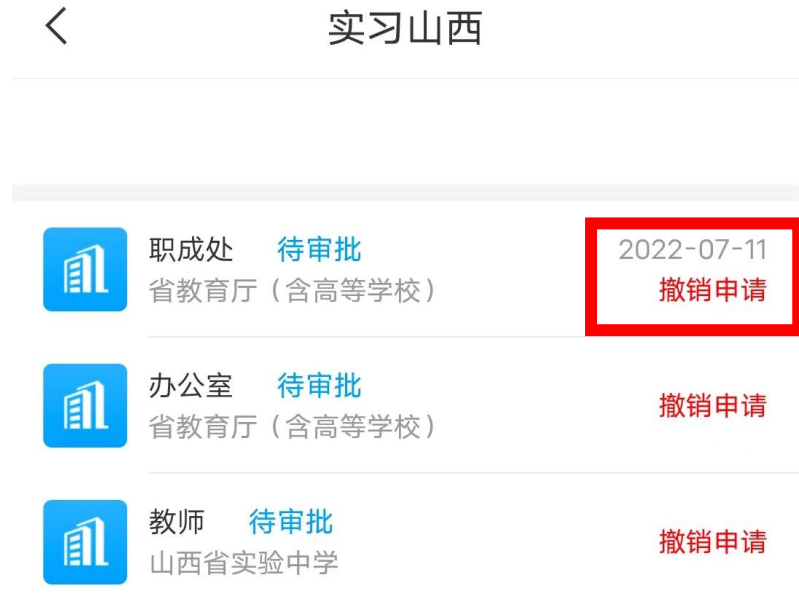 实习山西
职成处 待审批 2022-07-11
省教育厅（含高等学校） 撤销申请
办公室 待审批
省教育厅（含高等学校） 撤销申请
教师 待审批
山西省实验中学 撤销申请